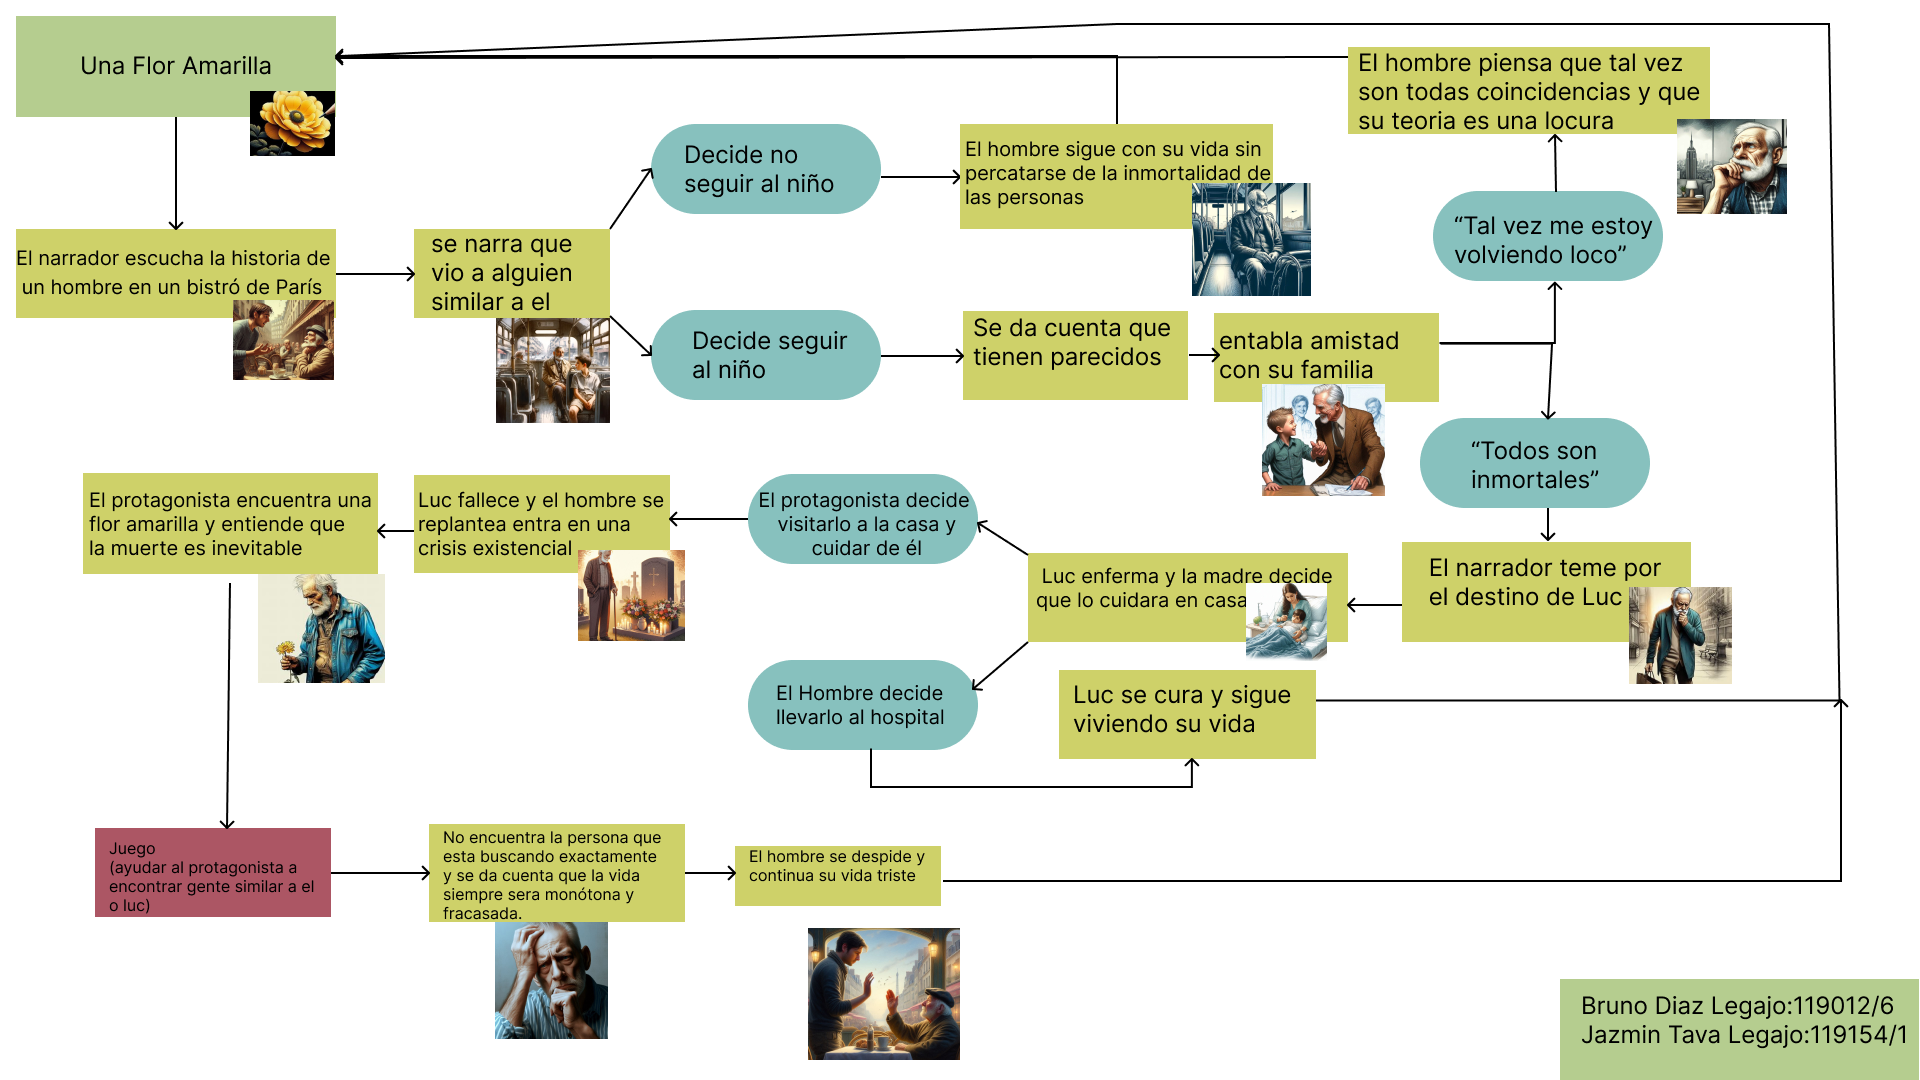 Una Flor Amarilla
El narrador escucha la historia de
un hombre en un bistró de París
se narra que
vio a alguien
similar a el
Decide no
seguir al niño
El hombre sigue con su vida sin
percatarse de la inmortalidad de
las personas
Decide seguir
al niño
Se da cuenta que
tienen parecidos
entabla amistad
con su familia
“Tal vez me estoy
volviendo loco”
El hombre piensa que tal vez
son todas coincidencias y que
su teoria es una locura
“Todos son
inmortales”
El narrador teme por
el destino de Luc
Luc enferma y la madre decide
que lo cuidara en casa
El protagonista decide
visitarlo a la casa y
cuidar de él
Luc fallece y el hombre se
replantea entra en una
crisis existencial
El protagonista encuentra una
flor amarilla y entiende que
la muerte es inevitable
El Hombre decide
llevarlo al hospital
Luc se cura y sigue
viviendo su vida
Juego
(ayudar al protagonista a
encontrar gente similar a el
o luc)
No encuentra la persona que
esta buscando exactamente
y se da cuenta que la vida
siempre sera monótona y
fracasada.
El hombre se despide y
continua su vida triste
Bruno Diaz Legajo:119012/6
Jazmin Tava Legajo:119154/1